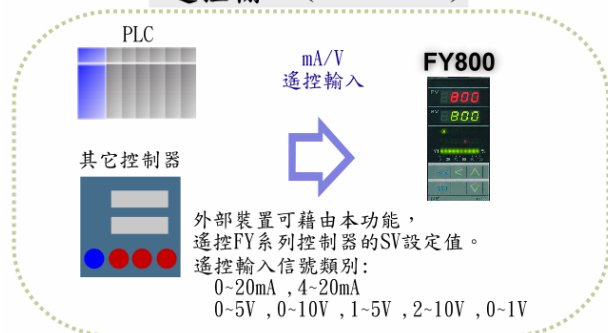 PLC
mA/V
遙控輸入
FY800
PV
800
SV
800
其它控制器
外部裝置可藉由本功能，
遙控FY系列控制器的SV設定值。
遙控輸入信號類別:
0~20mA , 4~20mA
0~5V , 0~10V , 1~5V , 2~10V , 0~1V